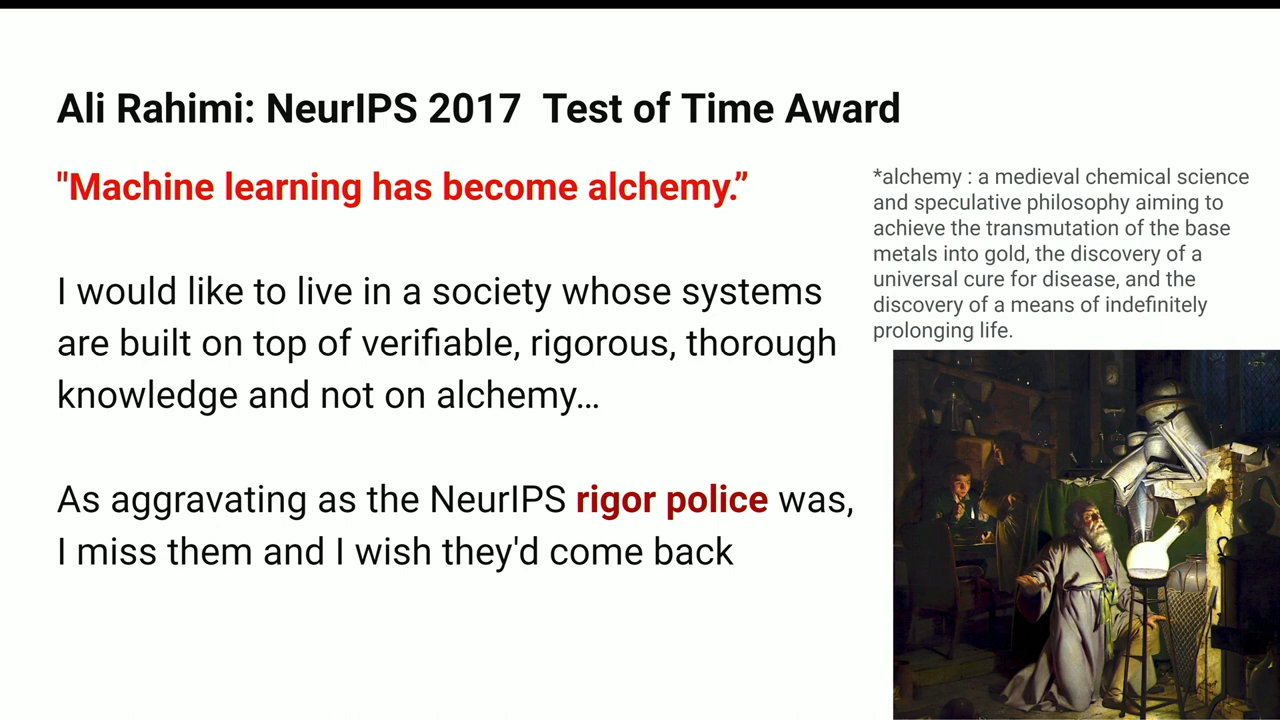 Ali Rahimi: NeurIPS 2017  Test of Time Award
"Machine learning has become alchemy.”
I would like to live in a society whose systems
are built on top of verifiable, rigorous, thorough
knowledge and not on alchemy…
As aggravating as the NeurIPS rigor police was,
I miss them and I wish they'd come back
*alchemy : a medieval chemical science
and speculative philosophy aiming to
achieve the transmutation of the base
metals into gold, the discovery of a
universal cure for disease, and the
discovery of a means of indefinitely
prolonging life.